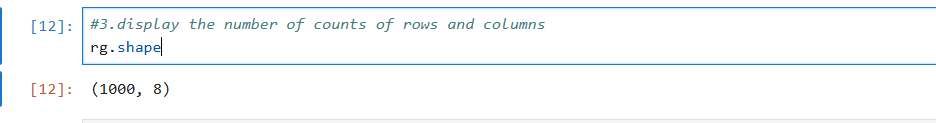 [12]: #3.display the number of counts of rows and columns
rg.shape
[12]: (1000, 8)